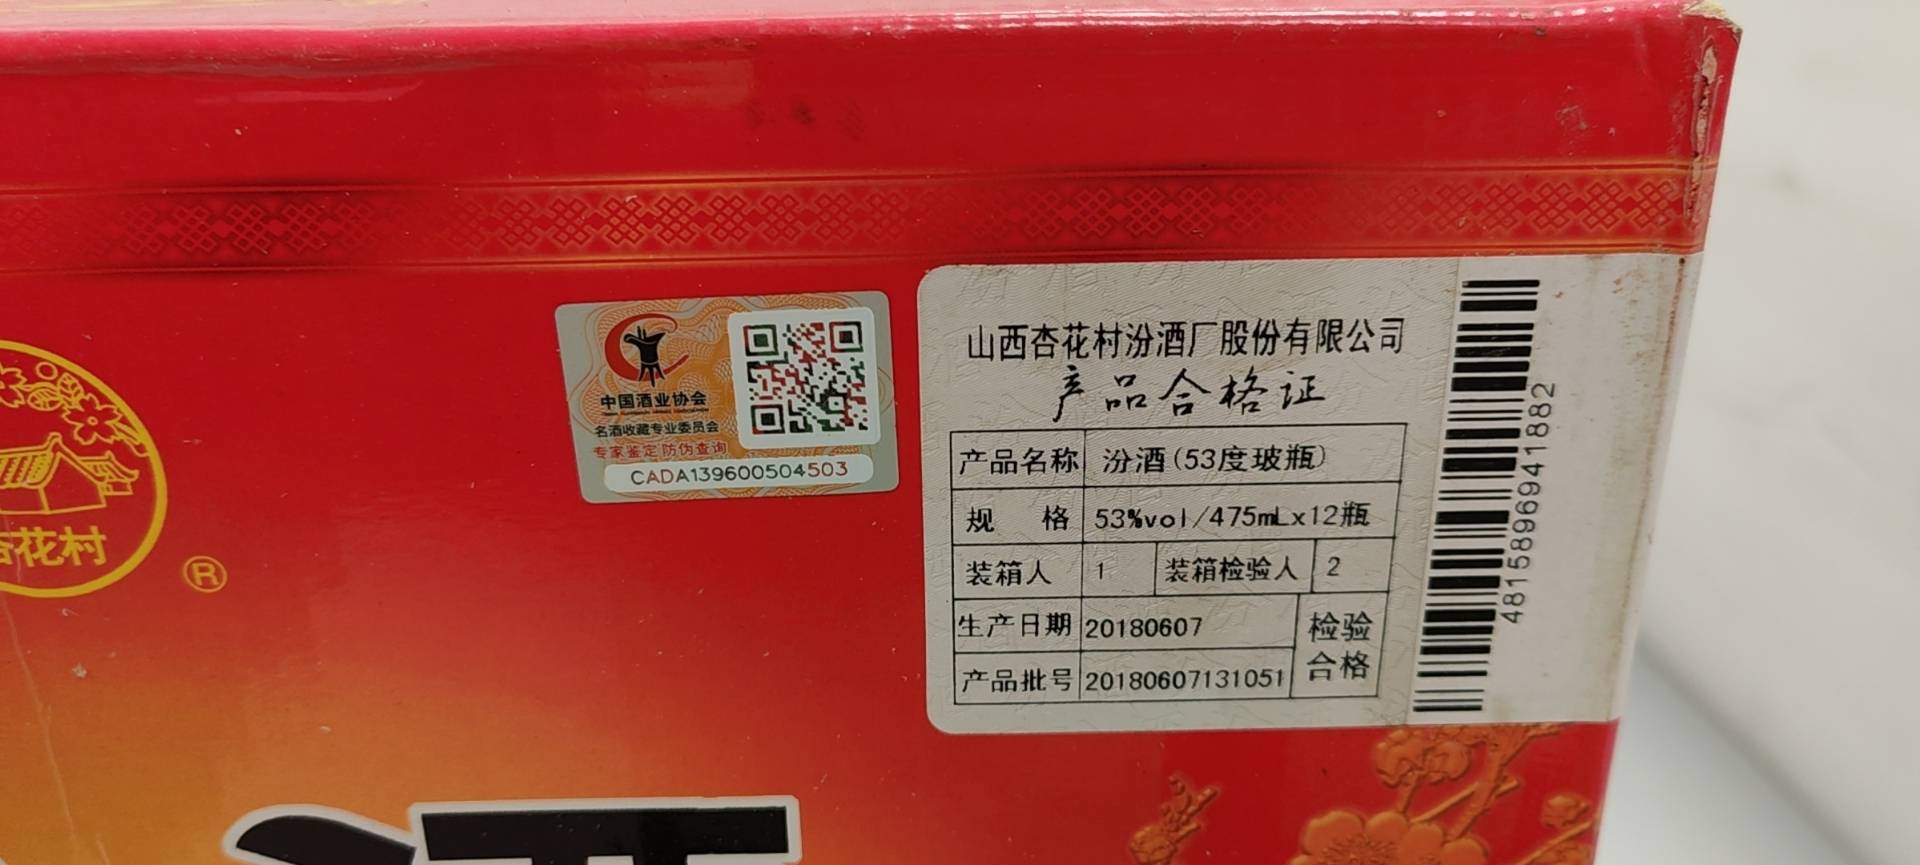 杏花村
®
中国酒业协会
名酒收藏专业委员会
专家鉴定 防伪查询
CADA139600504503
山西杏花村汾酒厂股份有限公司
产品合格证
产品名称 汾酒(53度玻瓶)
规 格 53%vol/475mLx12瓶
装箱人 1 装箱检验人 2
生产日期 20180607 检验
产品批号 20180607131051 合格
4815896941882